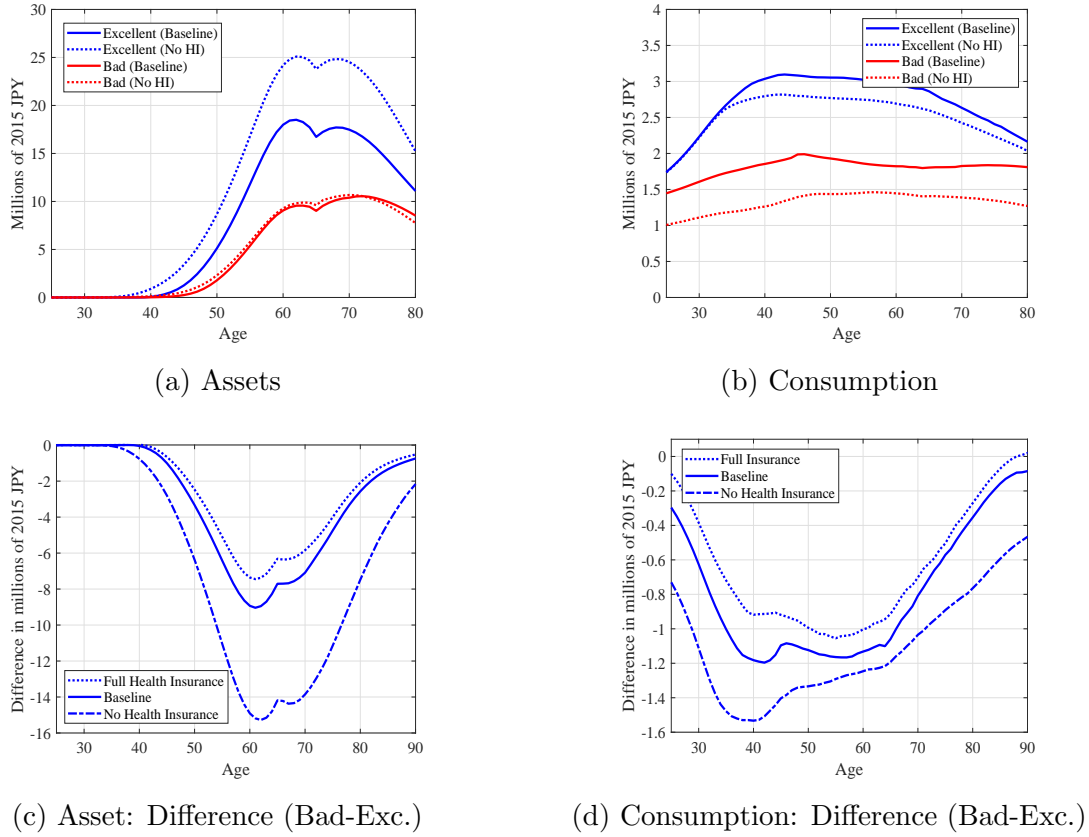 30
25
20
15
10
5
0
Millions of 2015 JPY
Excellent (Baseline)
Excellent (No HI)
Bad (Baseline)
Bad (No HI)
30 40 50 60 70 80
Age
(a) Assets
4
3.5
3
2.5
2
1.5
1
0.5
0
Millions of 2015 JPY
Excellent (Baseline)
Excellent (No HI)
Bad (Baseline)
Bad (No HI)
30 40 50 60 70 80
Age
(b) Consumption
0
-2
-4
-6
-8
-10
-12
-14
-16
Difference in millions of 2015 JPY
Full Health Insurance
Baseline
No Health Insurance
30 40 50 60 70 80 90
Age
(c) Asset: Difference (Bad-Exc.)
0
-0.2
-0.4
-0.6
-0.8
-1
-1.2
-1.4
-1.6
Difference in millions of 2015 JPY
Full Insurance
Baseline
No Health Insurance
30 40 50 60 70 80 90
Age
(d) Consumption: Difference (Bad-Exc.)